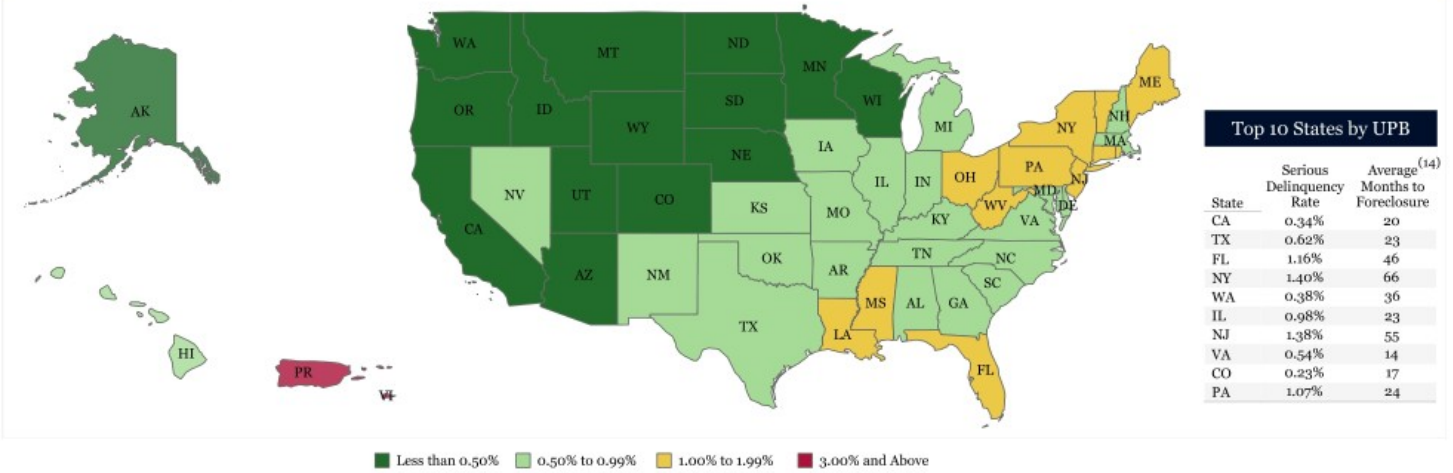 WA
MT
ND
MN
ME
AK
OR
ID
SD
WI
NH
WY
MI
NY
MA
NE
IA
PA
NJ
NV
UT
CO
IL
IN
OH
MD
DE
KS
MO
WV
VA
CA
KY
AZ
NM
OK
AR
TN
NC
SC
TX
MS
AL
GA
LA
HI
PR
FL
VI
Top 10 States by UPB
State Serious Delinquency Rate Average Months to Foreclosure (14)
CA 0.34% 20
TX 0.62% 23
FL 1.16% 46
NY 1.40% 66
WA 0.38% 36
IL 0.98% 23
NJ 1.38% 55
VA 0.54% 14
CO 0.23% 17
PA 1.07% 24
Less than 0.50% 0.50% to 0.99% 1.00% to 1.99% 3.00% and Above